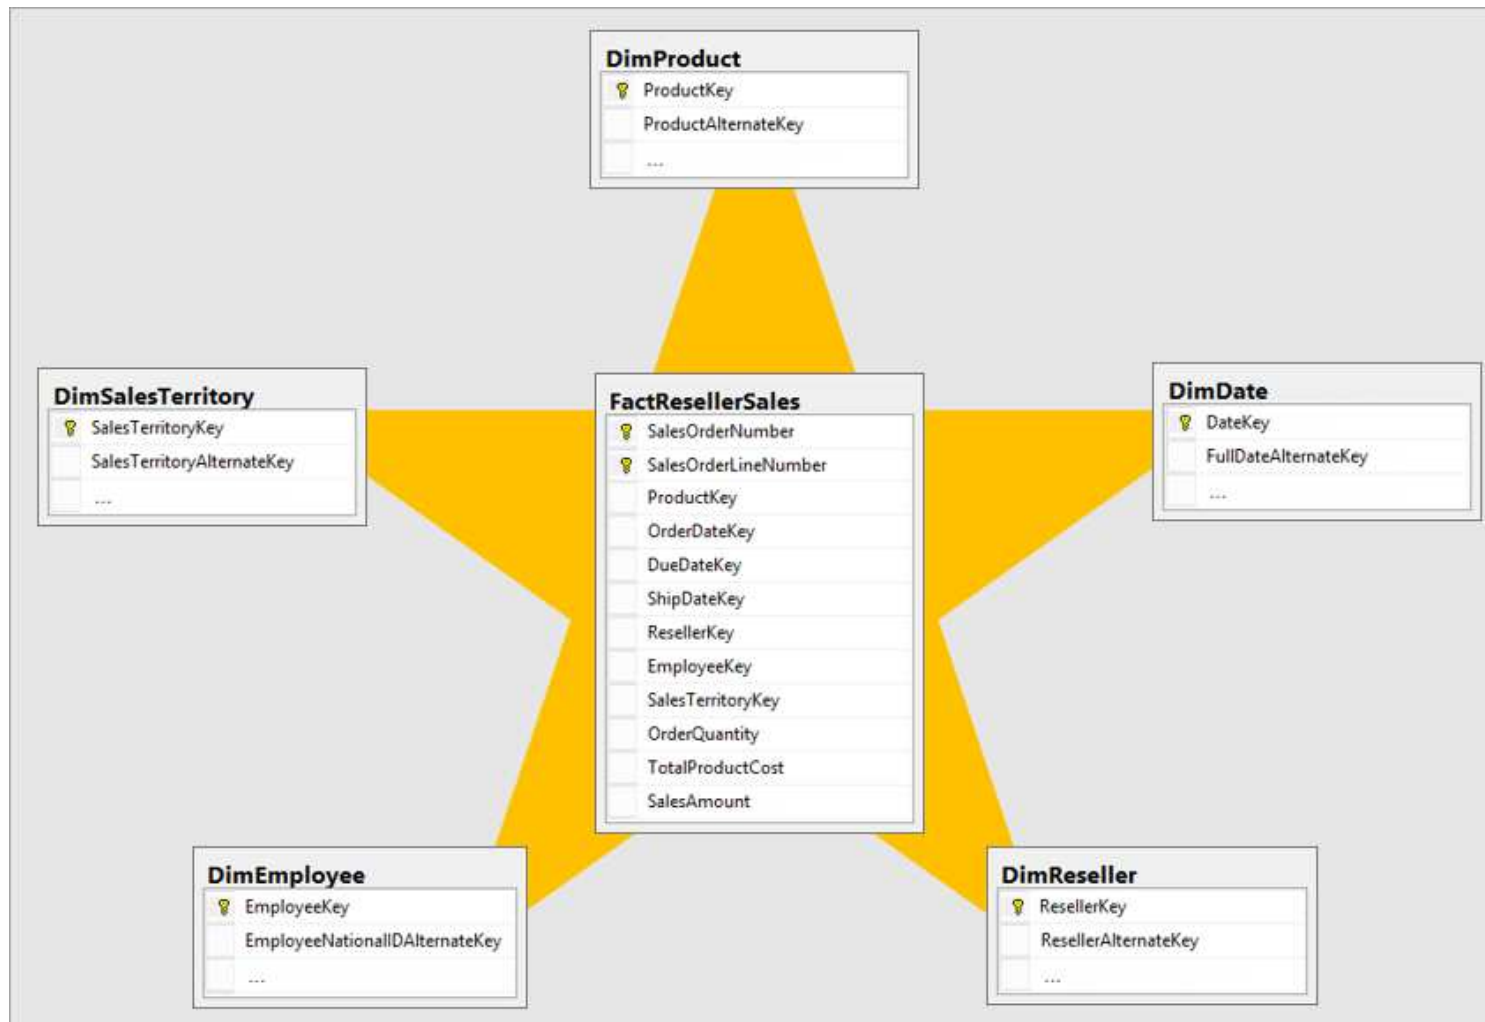 DimProduct
ProductKey
ProductAlternateKey
...
DimSalesTerritory
SalesTerritoryKey
SalesTerritoryAlternateKey
...
FactResellerSales
SalesOrderNumber
SalesOrderLineNumber
ProductKey
OrderDateKey
DueDateKey
ShipDateKey
ResellerKey
EmployeeKey
SalesTerritoryKey
OrderQuantity
TotalProductCost
SalesAmount
DimDate
DateKey
FullDateAlternateKey
...
DimEmployee
EmployeeKey
EmployeeNationalIDAlternateKey
...
DimReseller
ResellerKey
ResellerAlternateKey
...